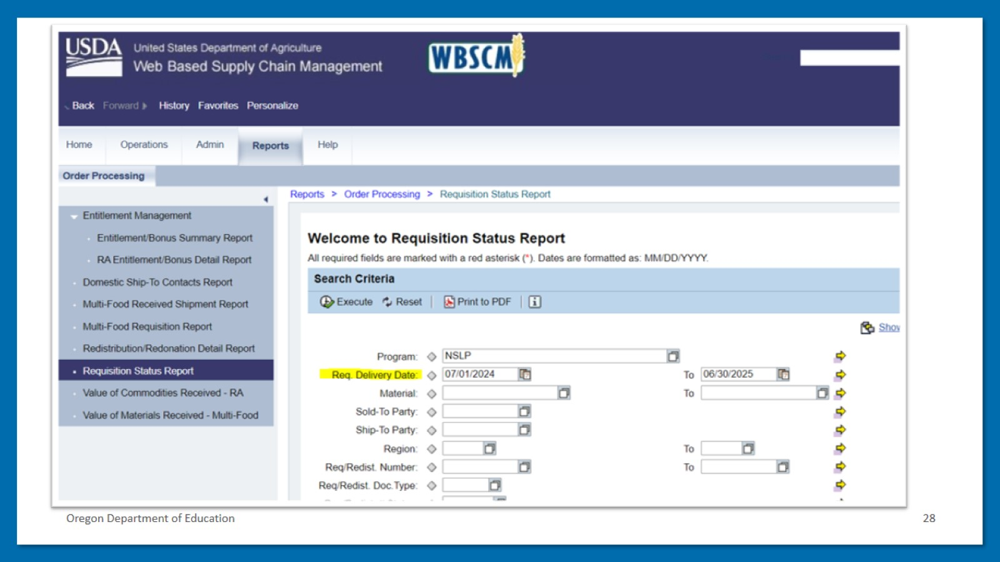 USDA
United States Department of Agriculture
Web Based Supply Chain Management
WBSCM
Back Forward History Favorites Personalize
Home Operations Admin Reports Help
Order Processing
Reports > Order Processing > Requisition Status Report
Entitlement Management
Entitlement/Bonus Summary Report
RA Entitlement/Bonus Detail Report
Domestic Ship-To Contacts Report
Multi-Food Received Shipment Report
Multi-Food Requisition Report
Redistribution/Redonation Detail Report
Requisition Status Report
Value of Commodities Received - RA
Value of Materials Received - Multi-Food
Welcome to Requisition Status Report
All required fields are marked with a red asterisk (*). Dates are formatted as: MM/DD/YYYY.
Search Criteria
Execute Reset Print to PDF
Show
Program: NSLP
Req. Delivery Date: 07/01/2024 To 06/30/2025
Material: To
Sold-To Party:
Ship-To Party:
Region: To
Req/Redist. Number: To
Req/Redist. Doc.Type:
Oregon Department of Education
28